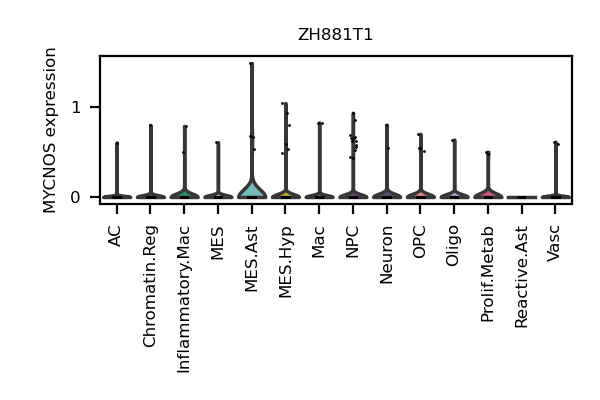 ZH881T1
MYCNOS expression
1
0
AC
Chromatin.Reg
Inflammatory.Mac
MES
MES.Ast
MES.Hyp
Mac
NPC
Neuron
OPC
Oligo
Prolif.Metab
Reactive.Ast
Vasc